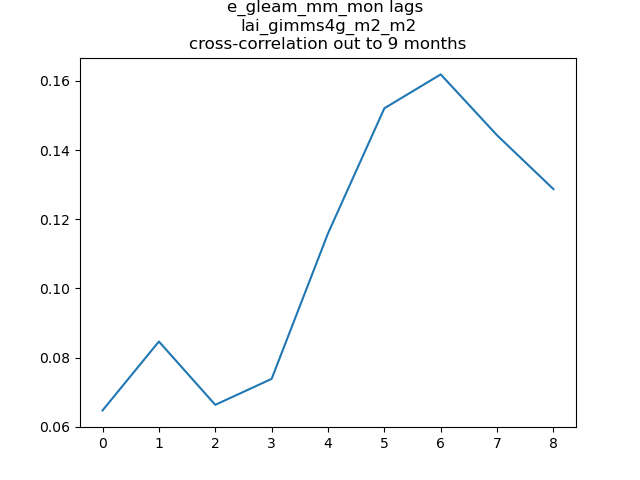 e_gleam_mm_mon lags
lai_gimms4g_m2_m2
cross-correlation out to 9 months
0.16
0.14
0.12
0.10
0.08
0.06
0 1 2 3 4 5 6 7 8